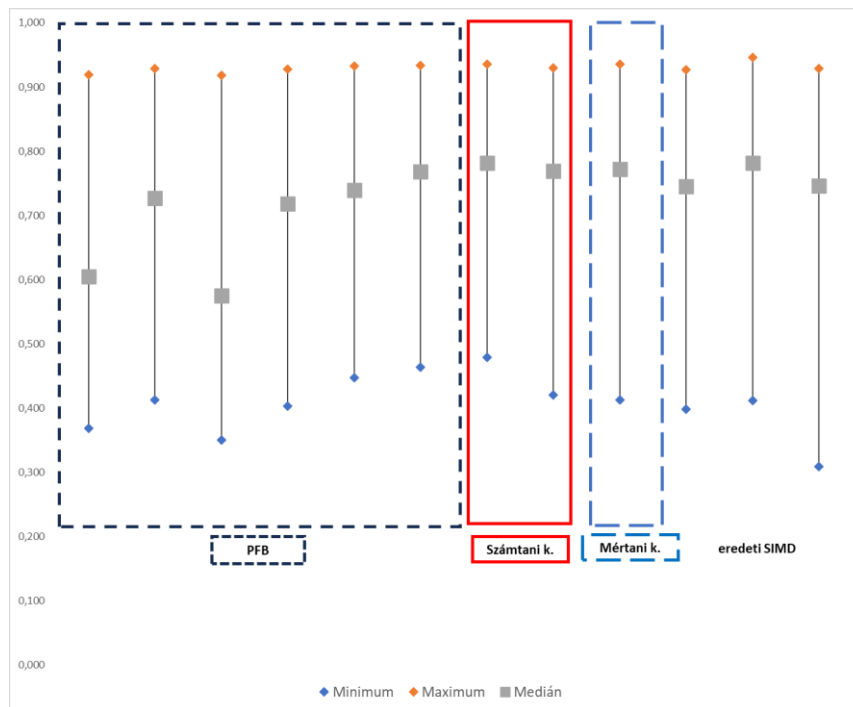 1,000
0,900
0,800
0,700
0,600
0,500
0,400
0,300
0,200
PFB
Számtani k.
Mértani k.
eredeti SIMD
0,100
0,000
Minimum Maximum Medián